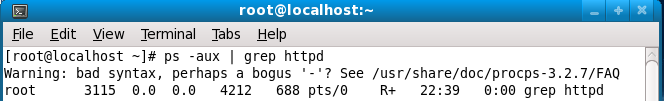 root@localhost:~
File Edit View Terminal Tabs Help
[root@localhost ~]# ps -aux | grep httpd
Warning: bad syntax, perhaps a bogus '-'? See /usr/share/doc/procps-3.2.7/FAQ
root      3115  0.0  0.0   4212   688 pts/0    R+   22:39   0:00 grep httpd